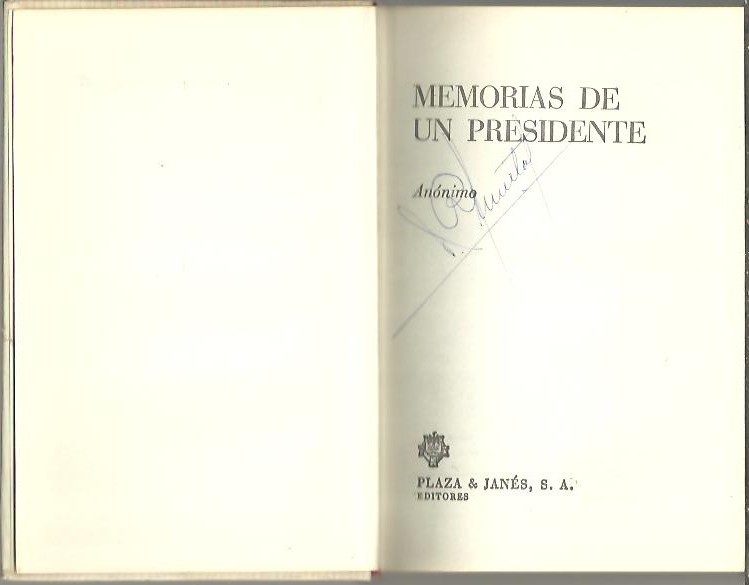 MEMORIAS DE
UN PRESIDENTE
Anónimo
PLAZA & JANÉS, S. A.
EDITORES